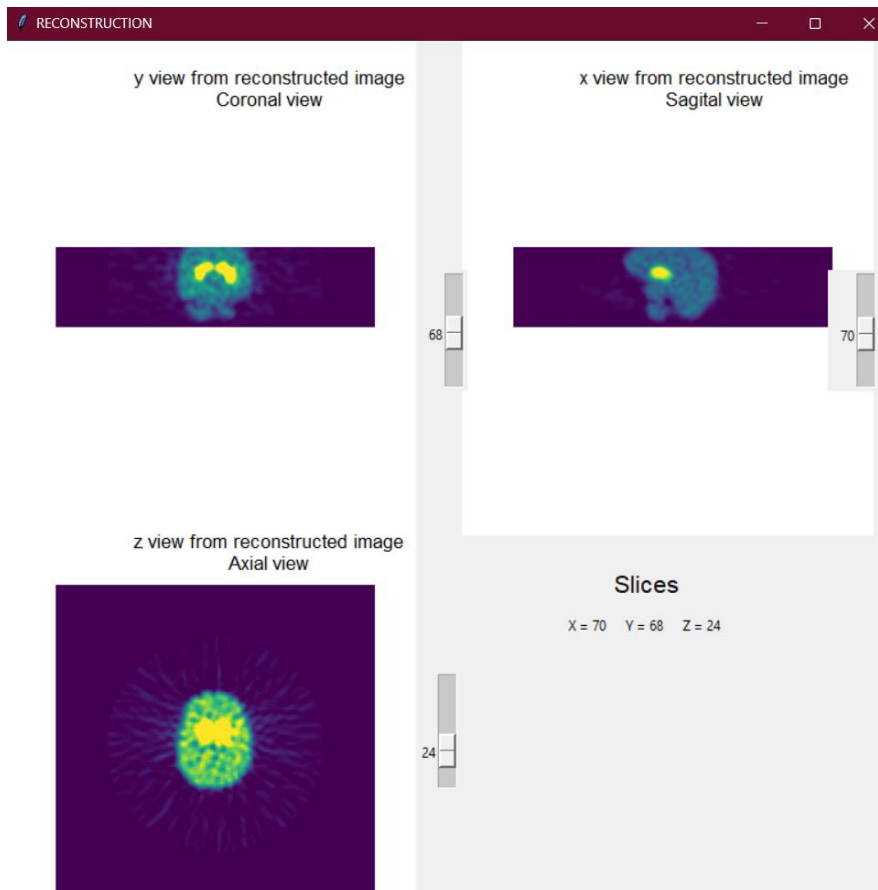 RECONSTRUCTION
y view from reconstructed image
Coronal view
x view from reconstructed image
Sagital view
68
70
z view from reconstructed image
Axial view
Slices
X = 70 Y = 68 Z = 24
24